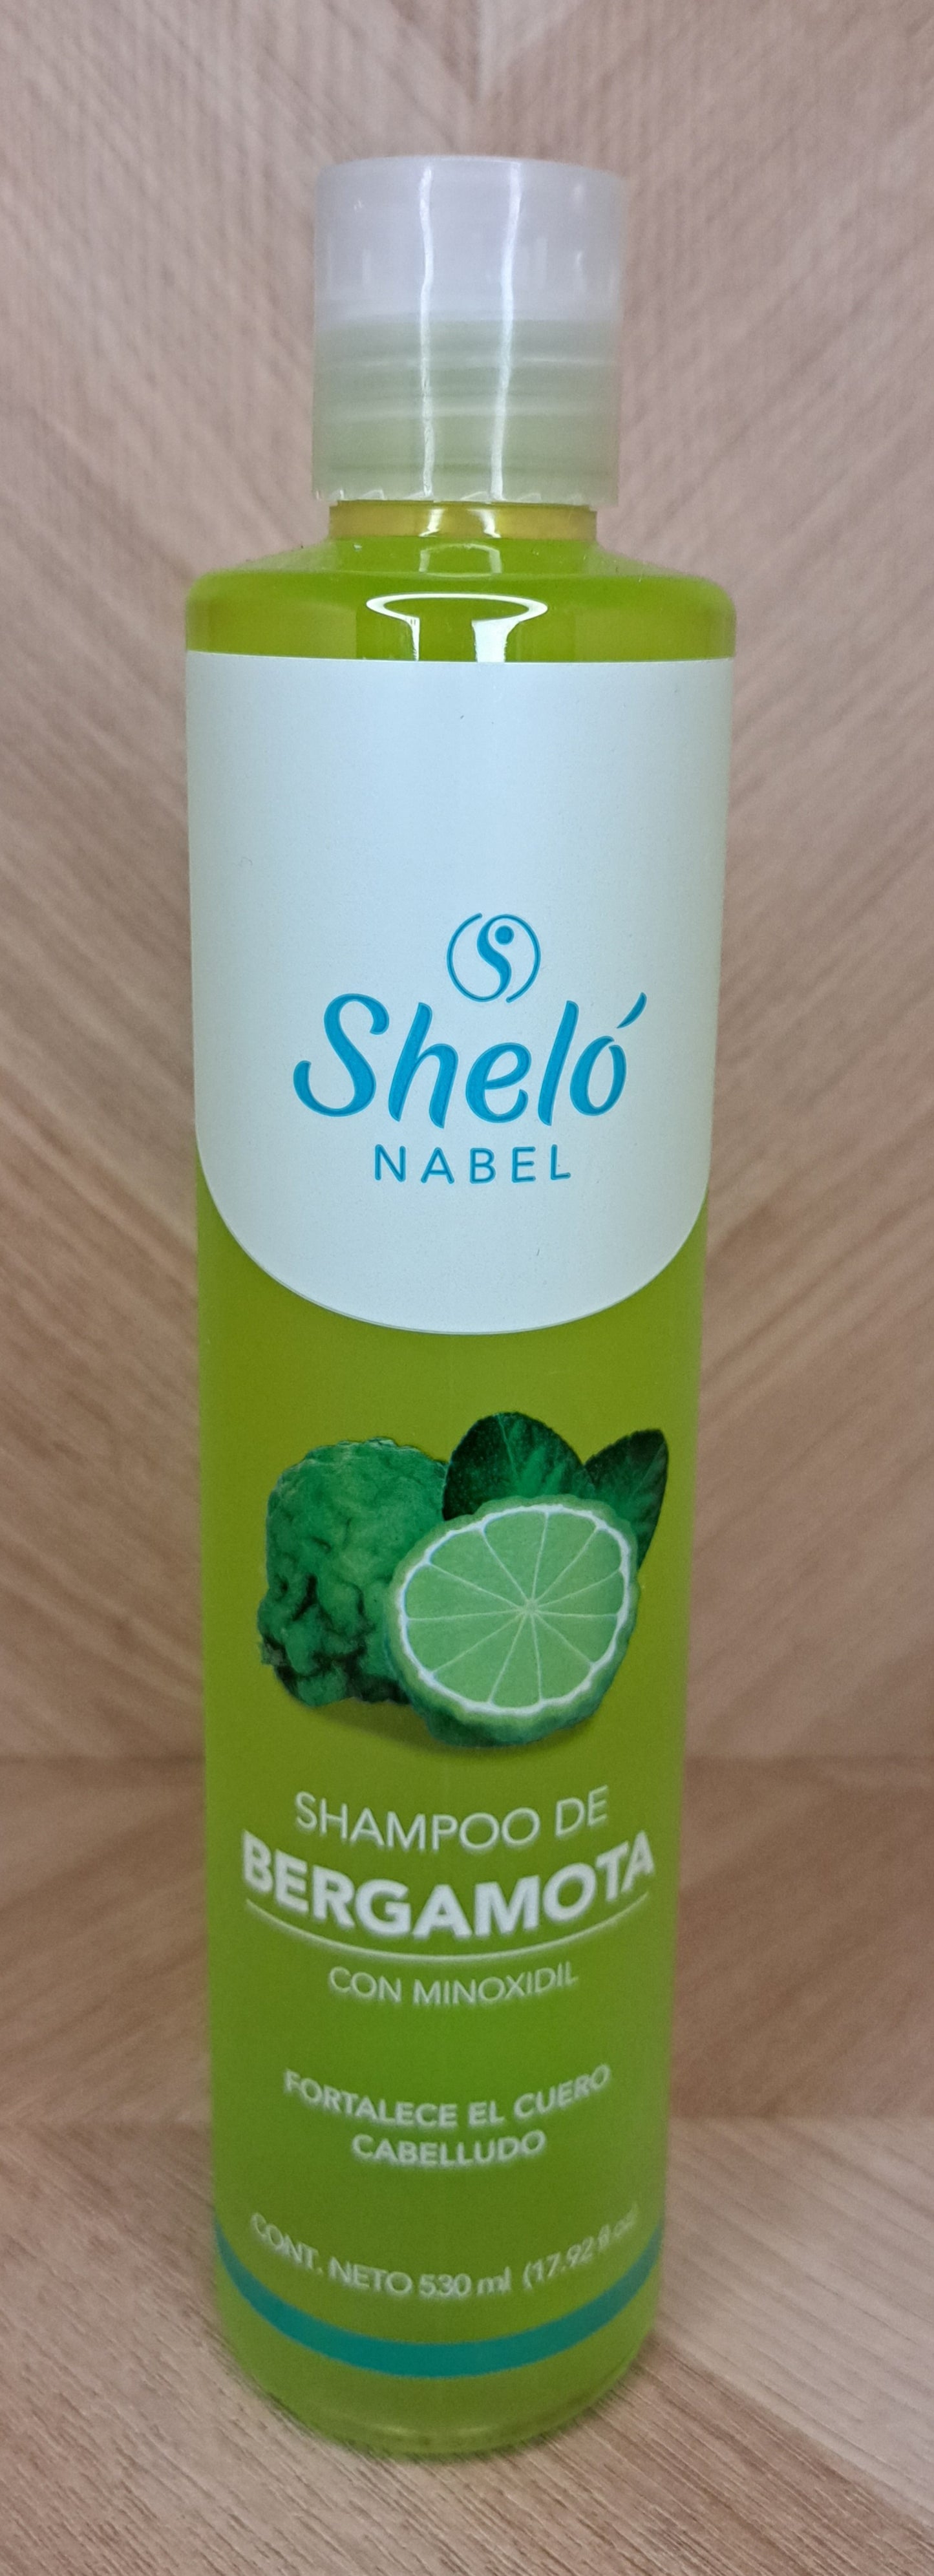 Sheló
NABEL
SHAMPOO DE
BERGAMOTA
CON MINOXIDIL
FORTALECE EL CUERO
CABELLUDO
CONT. NETO 530 ml (17.92 fl oz)